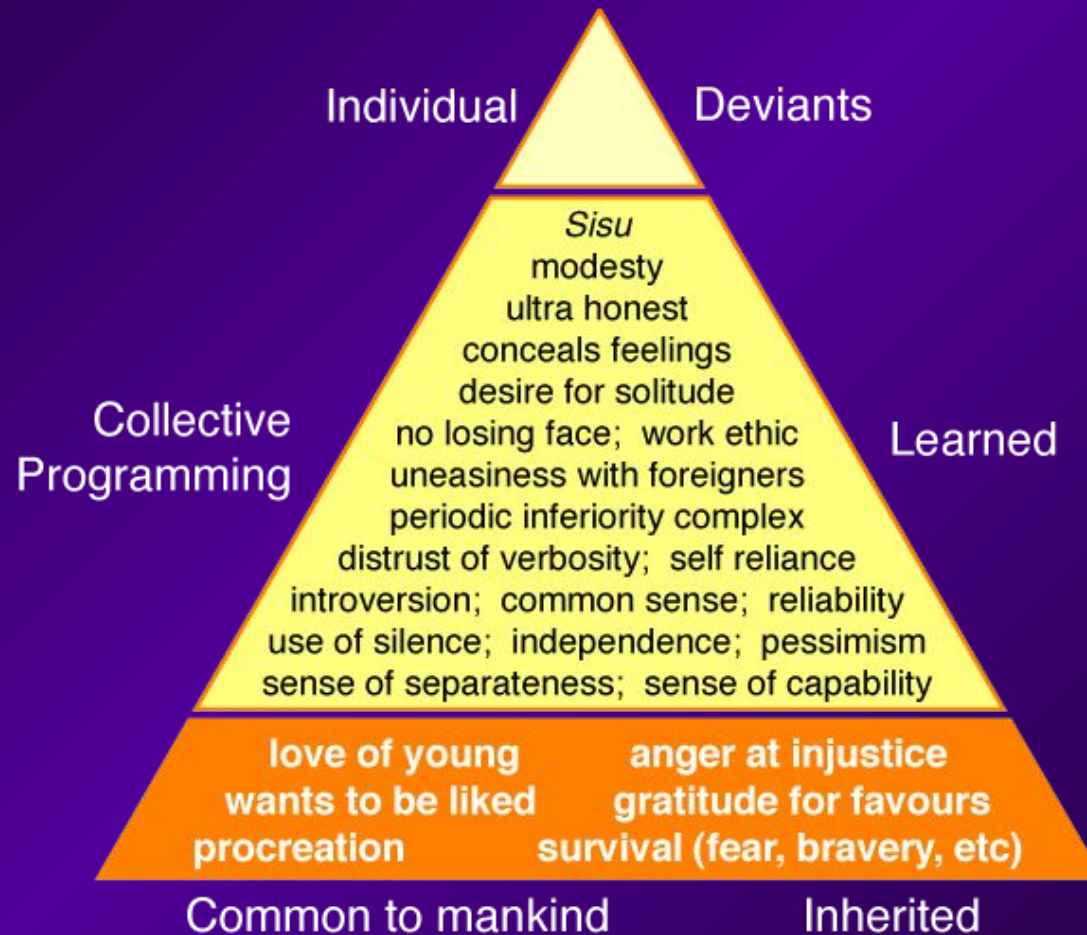 Individual
Deviants
Sisu
modesty
ultra honest
conceals feelings
desire for solitude
no losing face; work ethic
uneasiness with foreigners
periodic inferiority complex
distrust of verbosity; self reliance
introversion; common sense; reliability
use of silence; independence; pessimism
sense of separateness; sense of capability
Collective
Programming
Learned
love of young anger at injustice
wants to be liked gratitude for favours
procreation survival (fear, bravery, etc)
Common to mankind Inherited